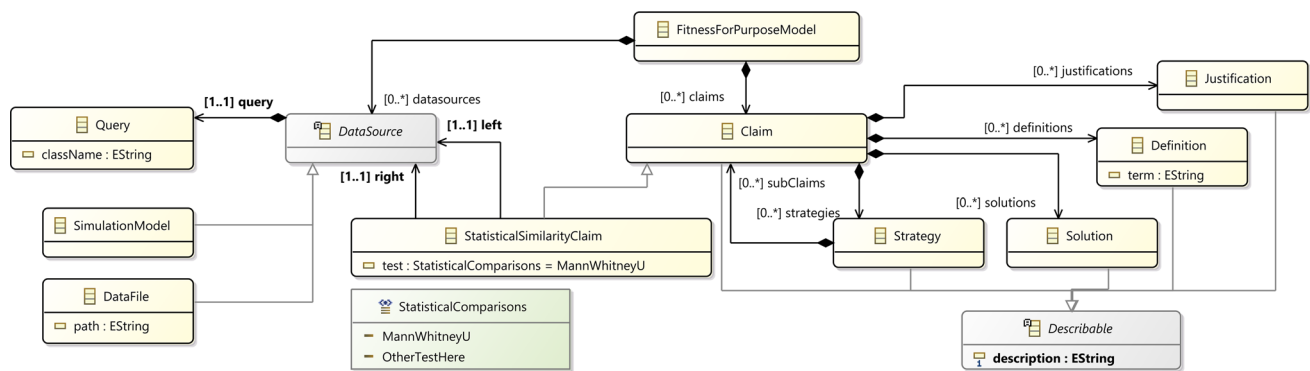 FitnessForPurposeModel
[0..*] justifications
Justification
[0..*] datasources
[0..*] claims
[1..1] query
Query
className : EString
DataSource
[1..1] left
Claim
[0..*] definitions
Definition
term : EString
[1..1] right
[0..*] subClaims
[0..*] strategies
[0..*] solutions
SimulationModel
StatisticalSimilarityClaim
test : StatisticalComparisons = MannWhitneyU
Strategy
Solution
DataFile
path : EString
StatisticalComparisons
MannWhitneyU
OtherTestHere
Describable
1 description : EString